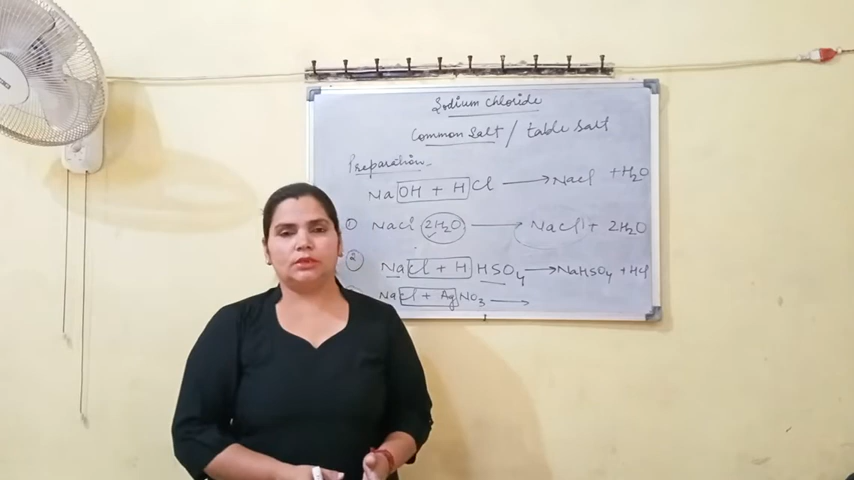 Sodium Chloride
Common Salt / table salt
Preparation
NaOH + HCl → NaCl + H2O
① NaCl 2H2O → NaCl + 2H2O
② NaCl + HHSO4 → NaHSO4 + HCl
NaCl + AgNO3 →